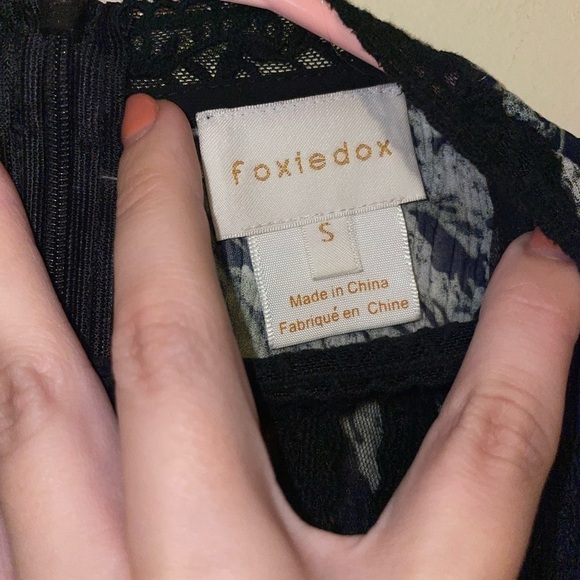 foxiedox
S
Made in China
Fabriqué en Chine